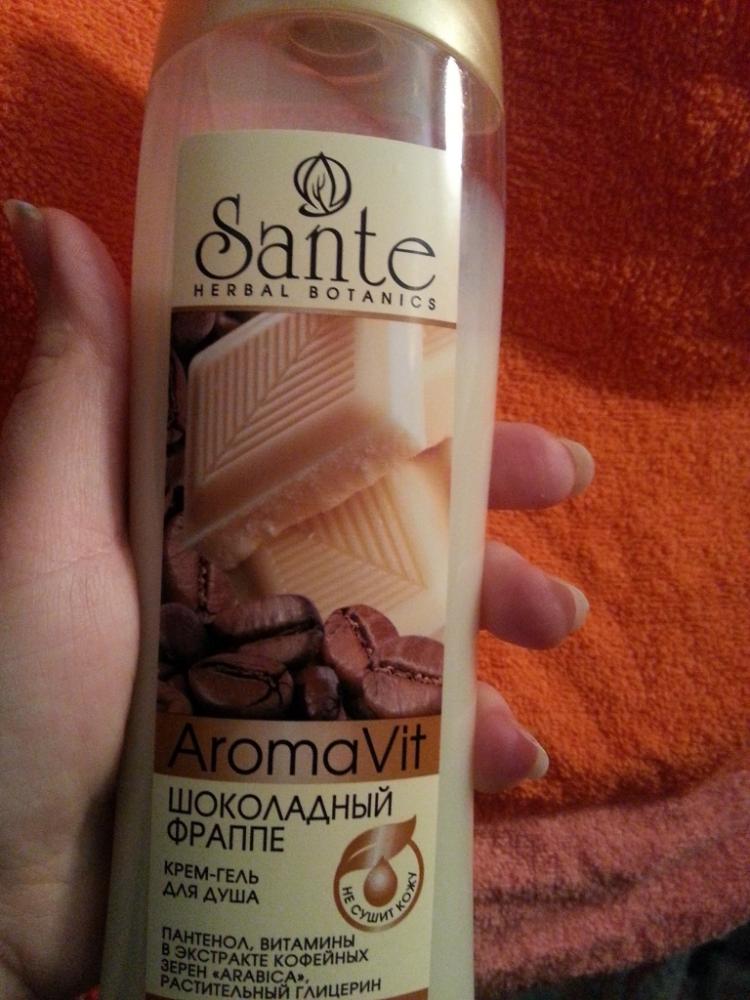 Sante
HERBAL BOTANICS
AromaVit
ШОКОЛАДНЫЙ
ФРАППЕ
КРЕМ-ГЕЛЬ
ДЛЯ ДУША
НЕ СУШИТ КОЖУ
ПАНТЕНОЛ, ВИТАМИНЫ
В ЭКСТРАКТЕ КОФЕЙНЫХ
ЗЕРЕН «ARABICA»,
РАСТИТЕЛЬНЫЙ ГЛИЦЕРИН